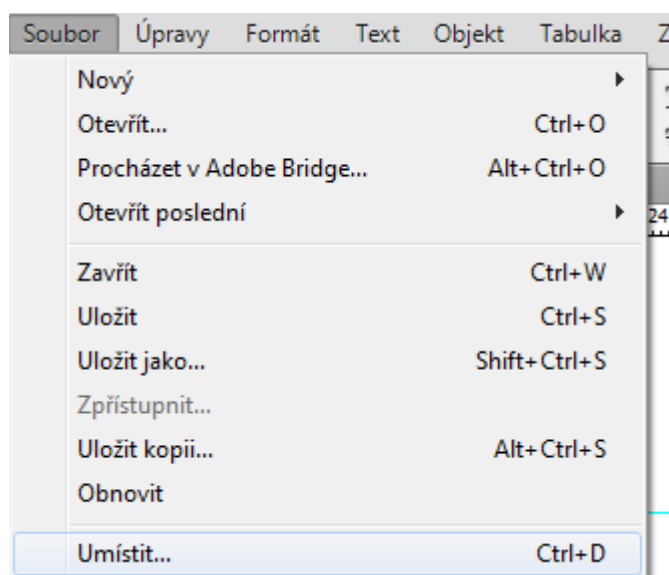 Soubor Úpravy Formát Text Objekt Tabulka Z
Nový
Otevřít... Ctrl+O
Procházet v Adobe Bridge... Alt+Ctrl+O
Otevřít poslední
24
Zavřít Ctrl+W
Uložit Ctrl+S
Uložit jako... Shift+Ctrl+S
Zpřístupnit...
Uložit kopii... Alt+Ctrl+S
Obnovit
Umístit... Ctrl+D